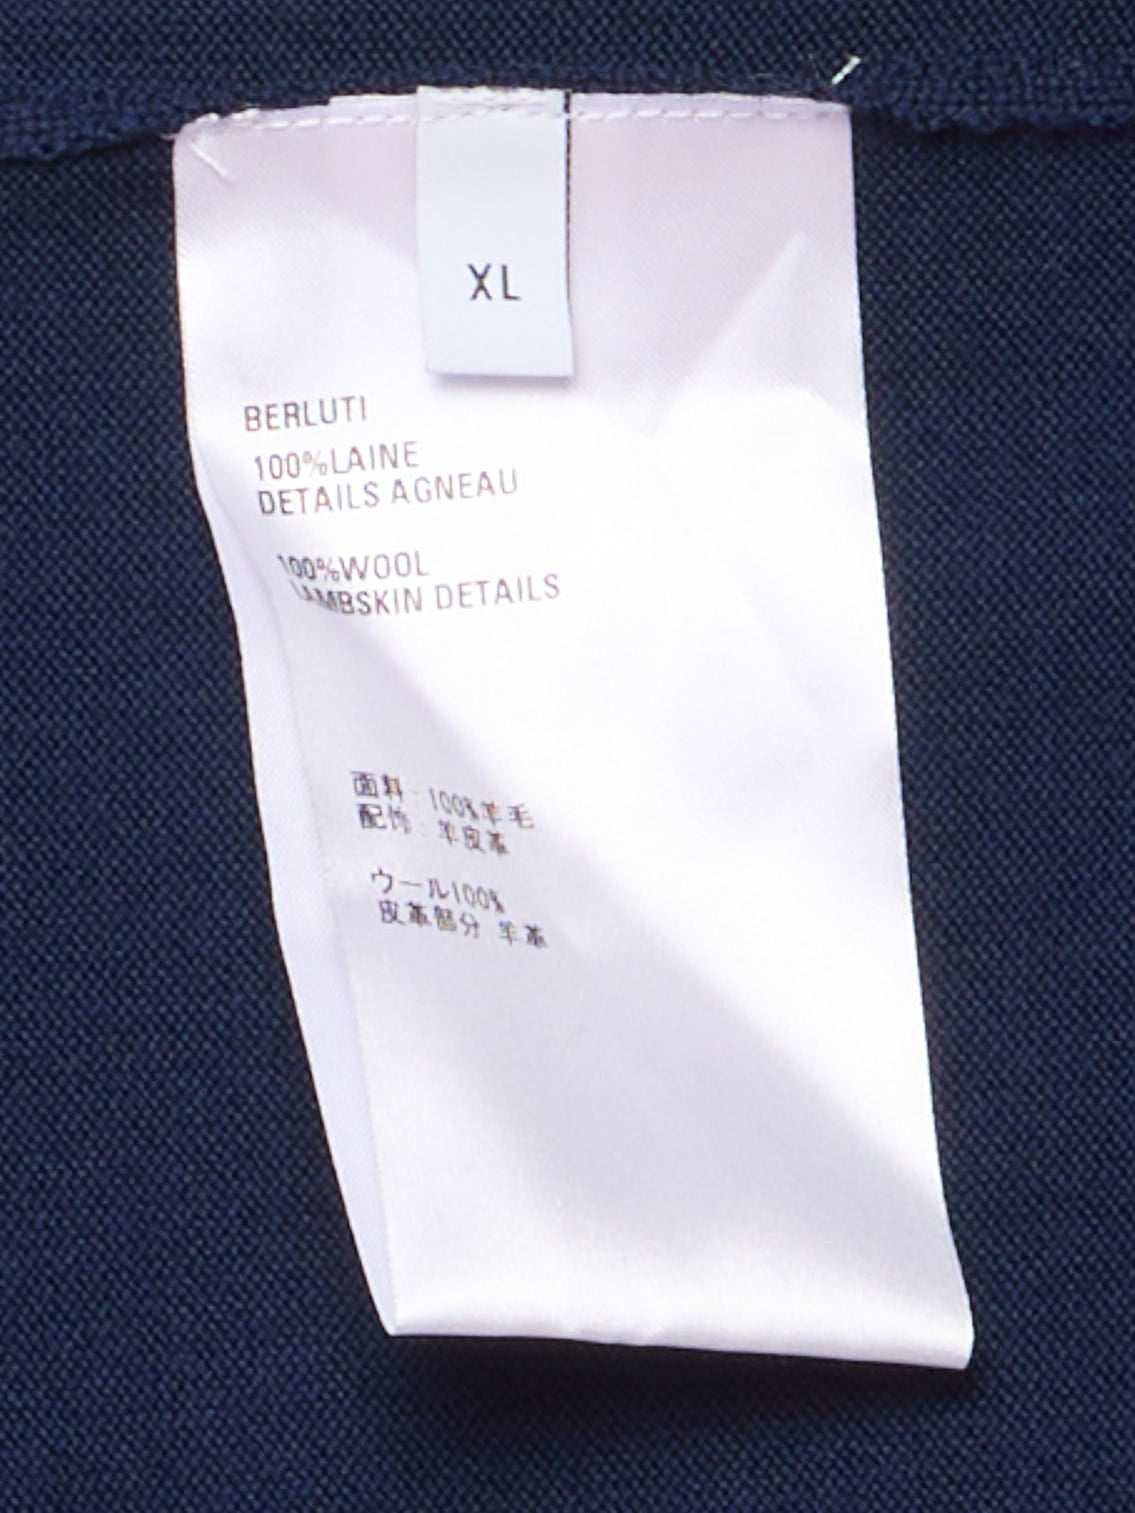 XL
BERLUTI
100%LAINE
DETAILS AGNEAU
100%WOOL
LAMBSKIN DETAILS
面料:100%羊毛
配饰:羊皮革
ウール100%
皮革部分 羊革